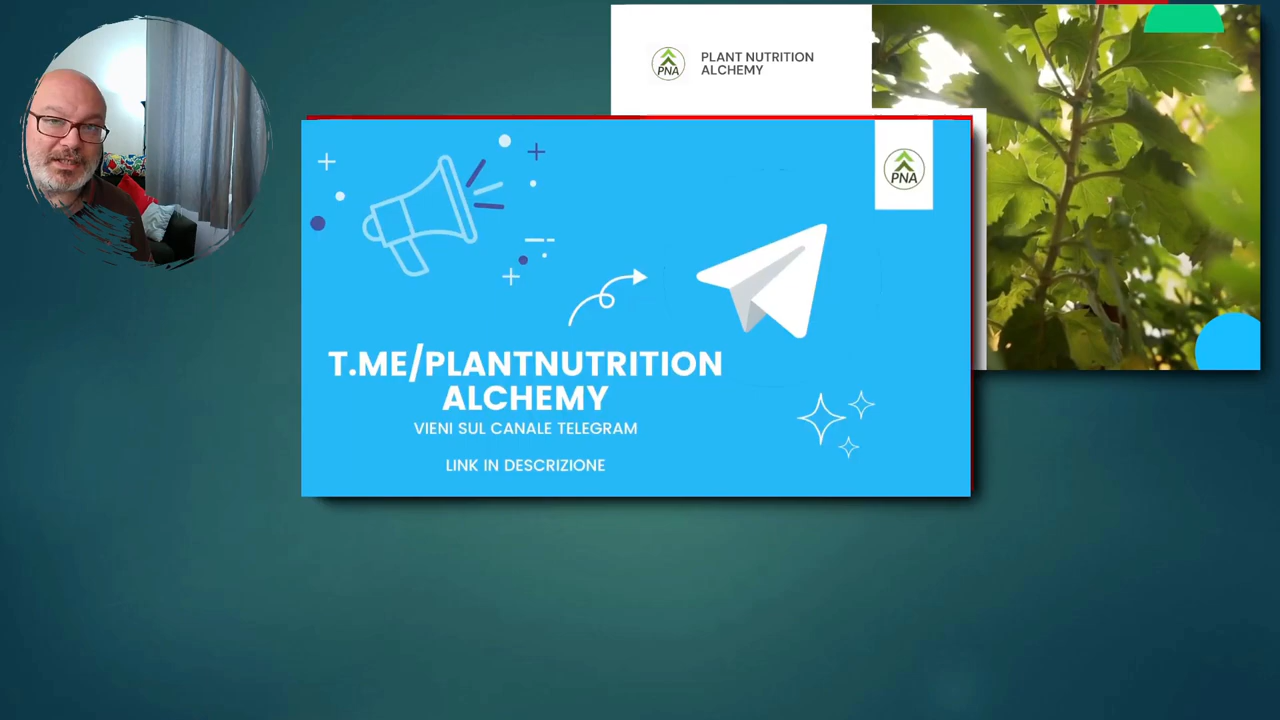 PNA
PLANT NUTRITION
ALCHEMY
PNA
T.ME/PLANTNUTRITION
ALCHEMY
VIENI SUL CANALE TELEGRAM
LINK IN DESCRIZIONE